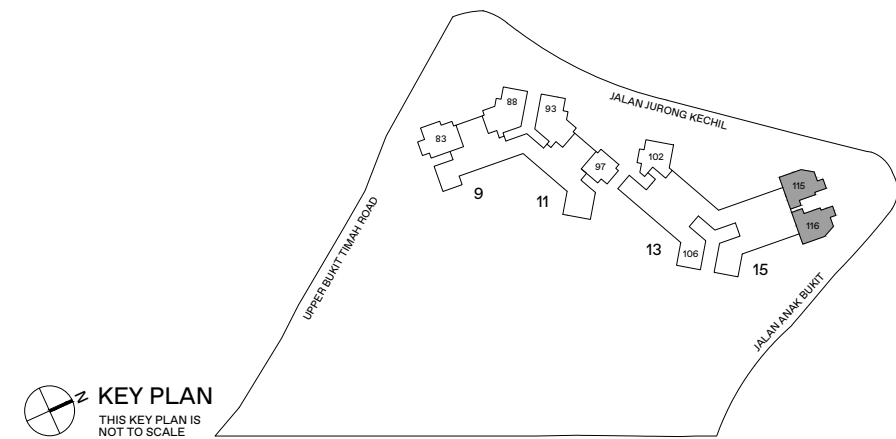 JALAN JURONG KECHIL
88
93
83
102
97
115
9
11
116
UPPER BUKIT TIMAH ROAD
13
106
15
JALAN ANAK BUKIT
N
KEY PLAN
THIS KEY PLAN IS
NOT TO SCALE